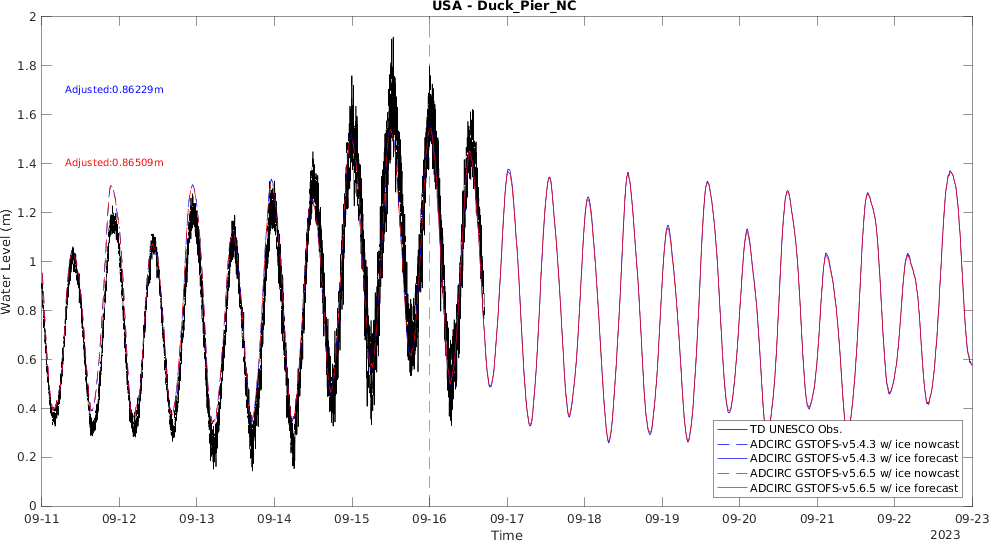 USA - Duck_Pier_NC
2
1.8
1.6
1.4
1.2
1
0.8
0.6
0.4
0.2
0
Water Level (m)
Adjusted:0.86229m
Adjusted:0.86509m
TD UNESCO Obs.
ADCIRC GSTOFS-v5.4.3 w/ ice nowcast
ADCIRC GSTOFS-v5.4.3 w/ ice forecast
ADCIRC GSTOFS-v5.6.5 w/ ice nowcast
ADCIRC GSTOFS-v5.6.5 w/ ice forecast
09-11 09-12 09-13 09-14 09-15 09-16 09-17 09-18 09-19 09-20 09-21 09-22 09-23
Time
2023